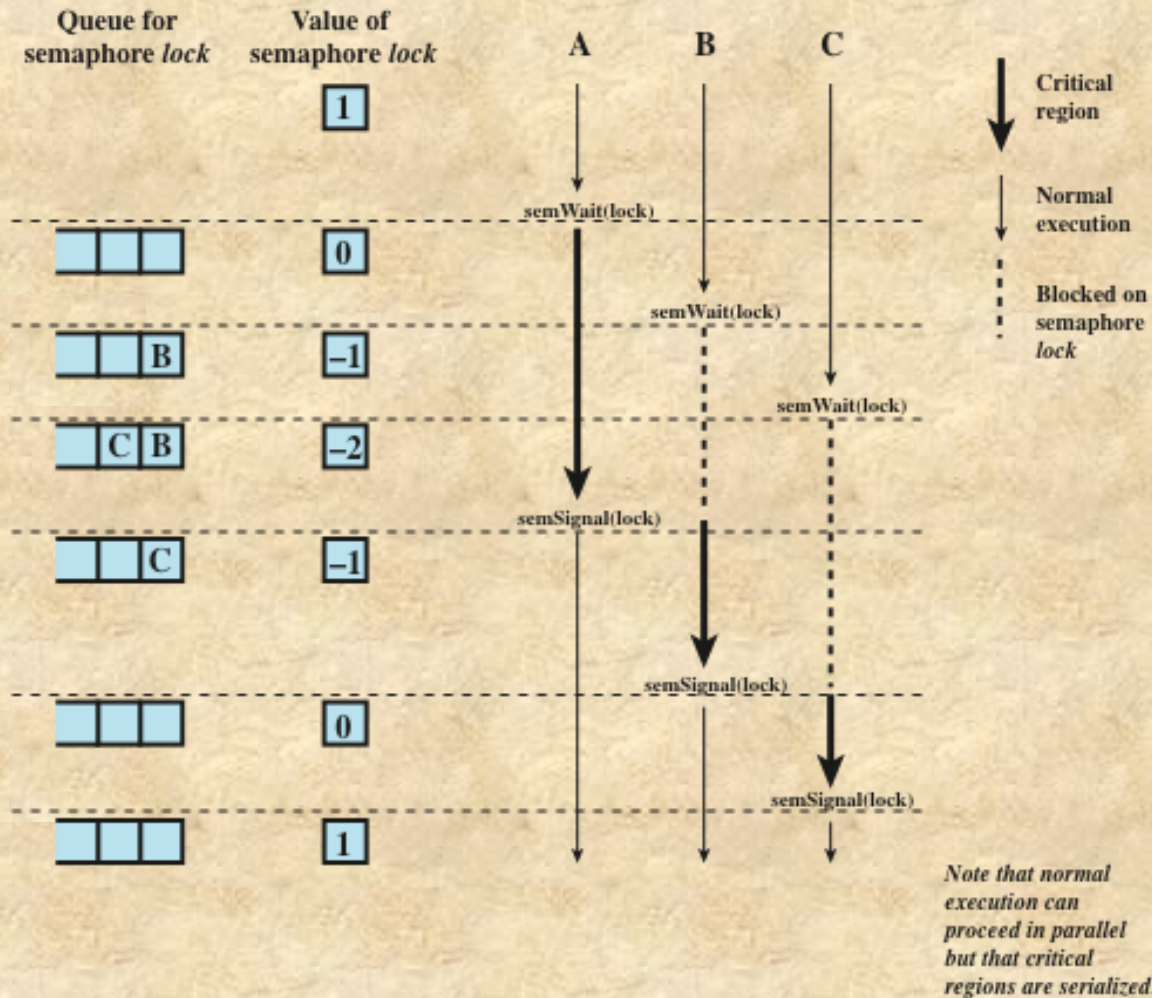 Queue for
semaphore lock
Value of
semaphore lock
A
B
C
1
Critical
region
Normal
execution
semWait(lock)
0
semWait(lock)
Blocked on
semaphore
lock
B
–1
semWait(lock)
C B
–2
semSignal(lock)
C
–1
semSignal(lock)
0
semSignal(lock)
1
Note that normal
execution can
proceed in parallel
but that critical
regions are serialized.